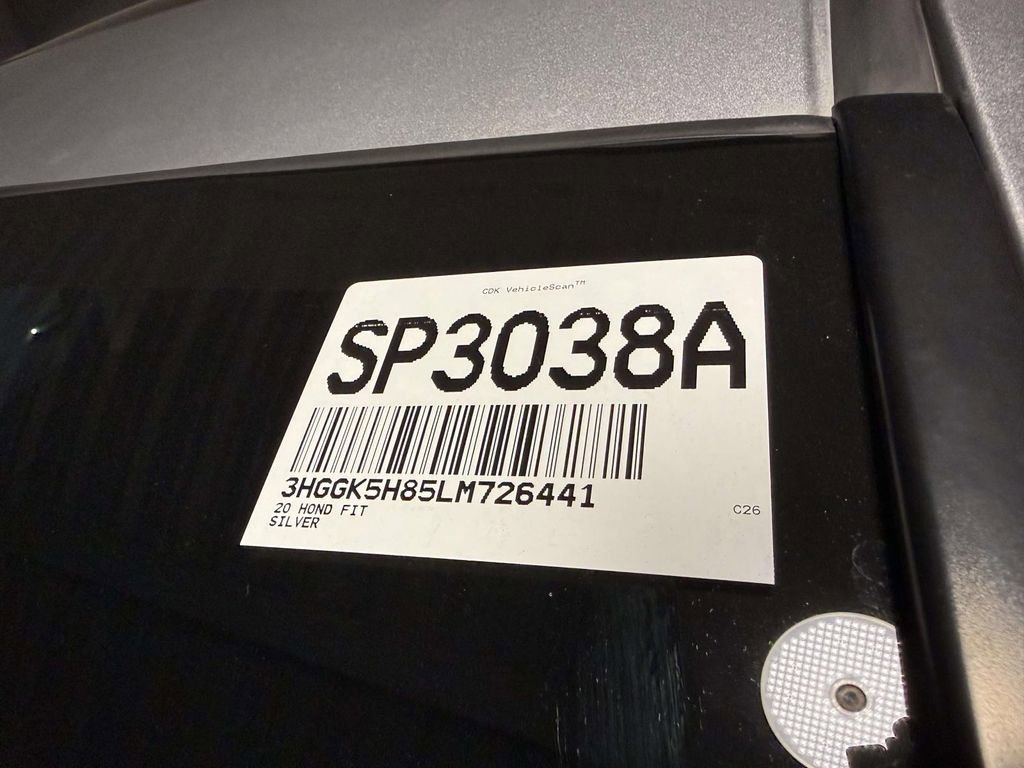 CDK VehicleScan™
SP3038A
3HGGK5H85LM726441
20 HOND FIT
SILVER
C26